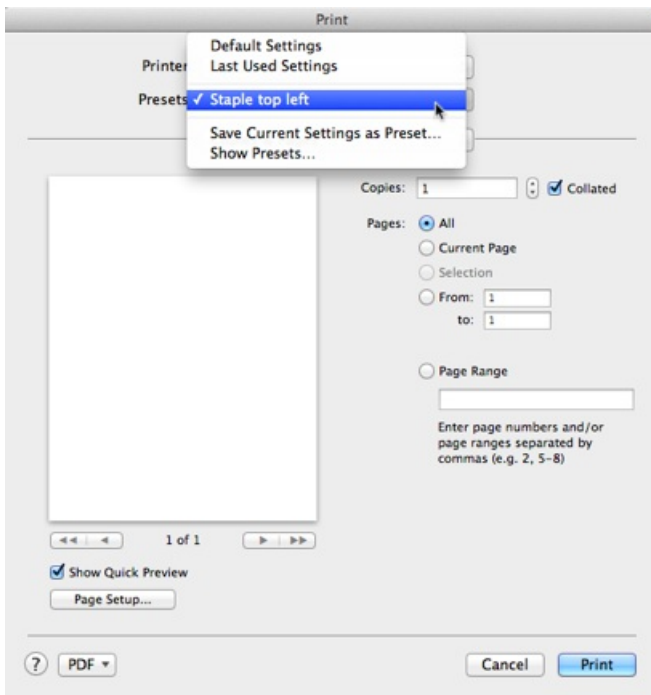 Print
Default Settings
Printer
Last Used Settings
Presets ✓ Staple top left
Save Current Settings as Preset...
Show Presets...
Copies: 1 Collated
Pages: All
Current Page
Selection
From: 1
to: 1
Page Range
Enter page numbers and/or
page ranges separated by
commas (e.g. 2, 5-8)
1 of 1
Show Quick Preview
Page Setup...
? PDF Cancel Print